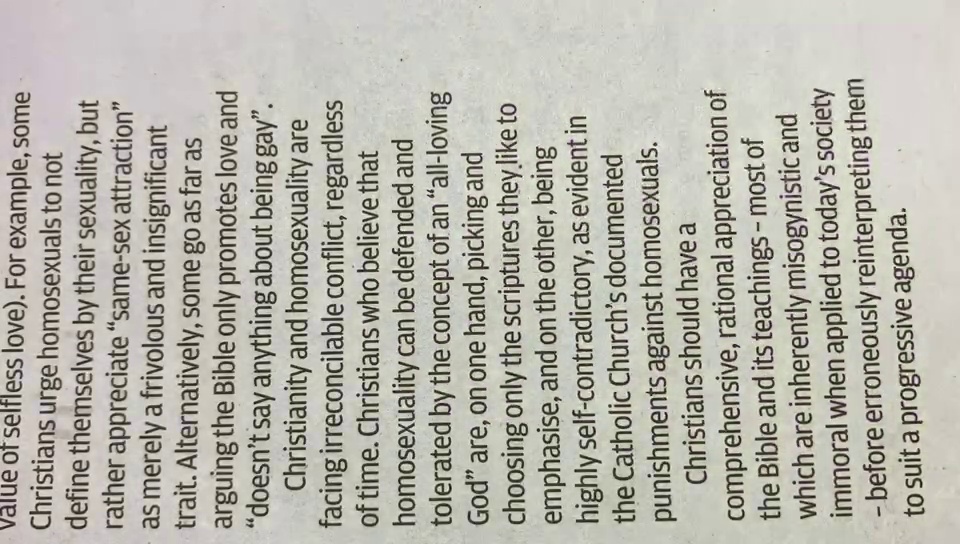 value of selfless love). For example, some
Christians urge homosexuals to not
define themselves by their sexuality, but
rather appreciate “same-sex attraction”
as merely a frivolous and insignificant
trait. Alternatively, some go as far as
arguing the Bible only promotes love and
“doesn’t say anything about being gay”.
Christianity and homosexuality are
facing irreconcilable conflict, regardless
of time. Christians who believe that
homosexuality can be defended and
tolerated by the concept of an “all-loving
God” are, on one hand, picking and
choosing only the scriptures they like to
emphasise, and on the other, being
highly self-contradictory, as evident in
the Catholic Church’s documented
punishments against homosexuals.
Christians should have a
comprehensive, rational appreciation of
the Bible and its teachings – most of
which are inherently misogynistic and
immoral when applied to today’s society
– before erroneously reinterpreting them
to suit a progressive agenda.